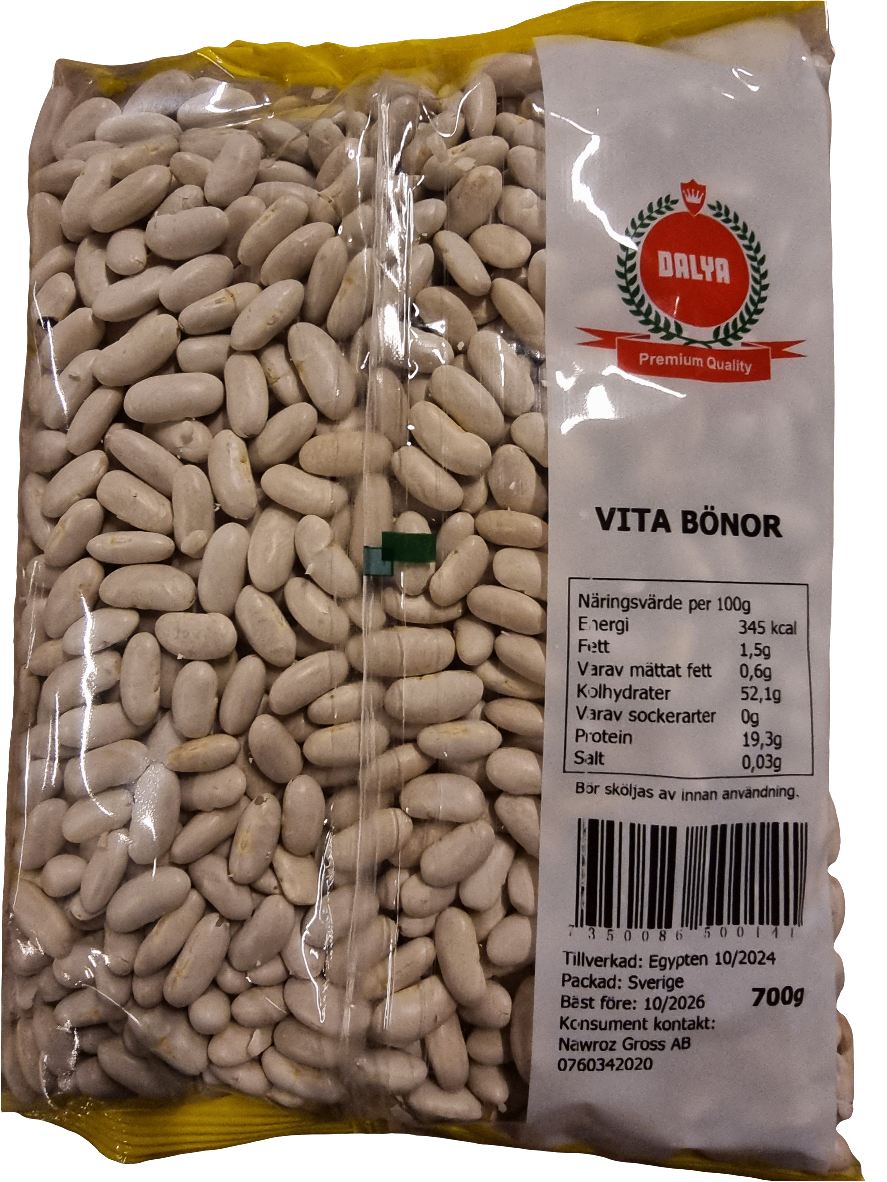 DALYA
Premium Quality
VITA BÖNOR
Näringsvärde per 100g
Energi 345 kcal
Fett 1,5g
Varav mättat fett 0,6g
Kolhydrater 52,1g
Varav sockerarter 0g
Protein 19,3g
Salt 0,03g
Bör sköljas av innan användning.
7 350086 500141
Tillverkad: Egypten 10/2024
Packad: Sverige
Bäst före: 10/2026 700g
Konsument kontakt:
Nawroz Gross AB
0760342020